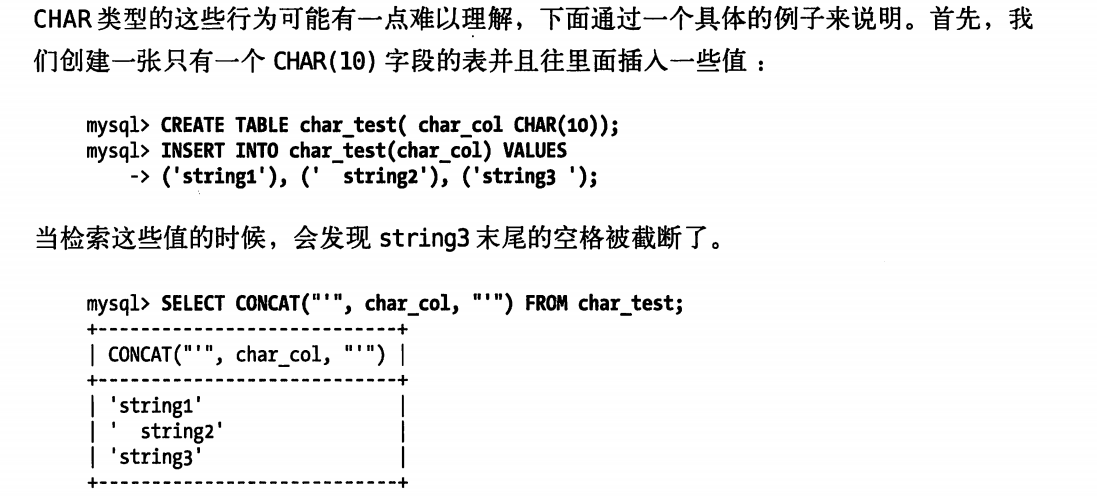 CHAR 类型的这些行为可能有一点难以理解，下面通过一个具体的例子来说明。首先，我
们创建一张只有一个 CHAR(10) 字段的表并且往里面插入一些值：
mysql> CREATE TABLE char_test( char_col CHAR(10));
mysql> INSERT INTO char_test(char_col) VALUES
    -> ('string1'), ('  string2'), ('string3 ');
当检索这些值的时候，会发现 string3 末尾的空格被截断了。
mysql> SELECT CONCAT("'", char_col, "'") FROM char_test;
+----------------------------+
| CONCAT("'", char_col, "'") |
+----------------------------+
| 'string1'                  |
| '  string2'                |
| 'string3'                  |
+----------------------------+